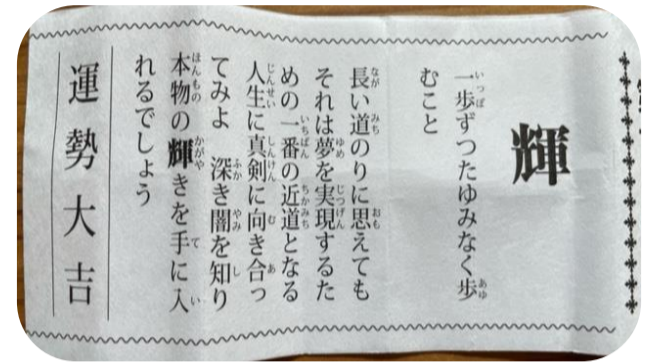 輝
一歩ずつたゆみなく歩
むこと
長い道のりに思えても
それは夢を実現するた
めの一番の近道となる
人生に真剣に向き合っ
てみよ 深き闇を知り
本物の輝きを手に入
れるでしょう
運勢大吉